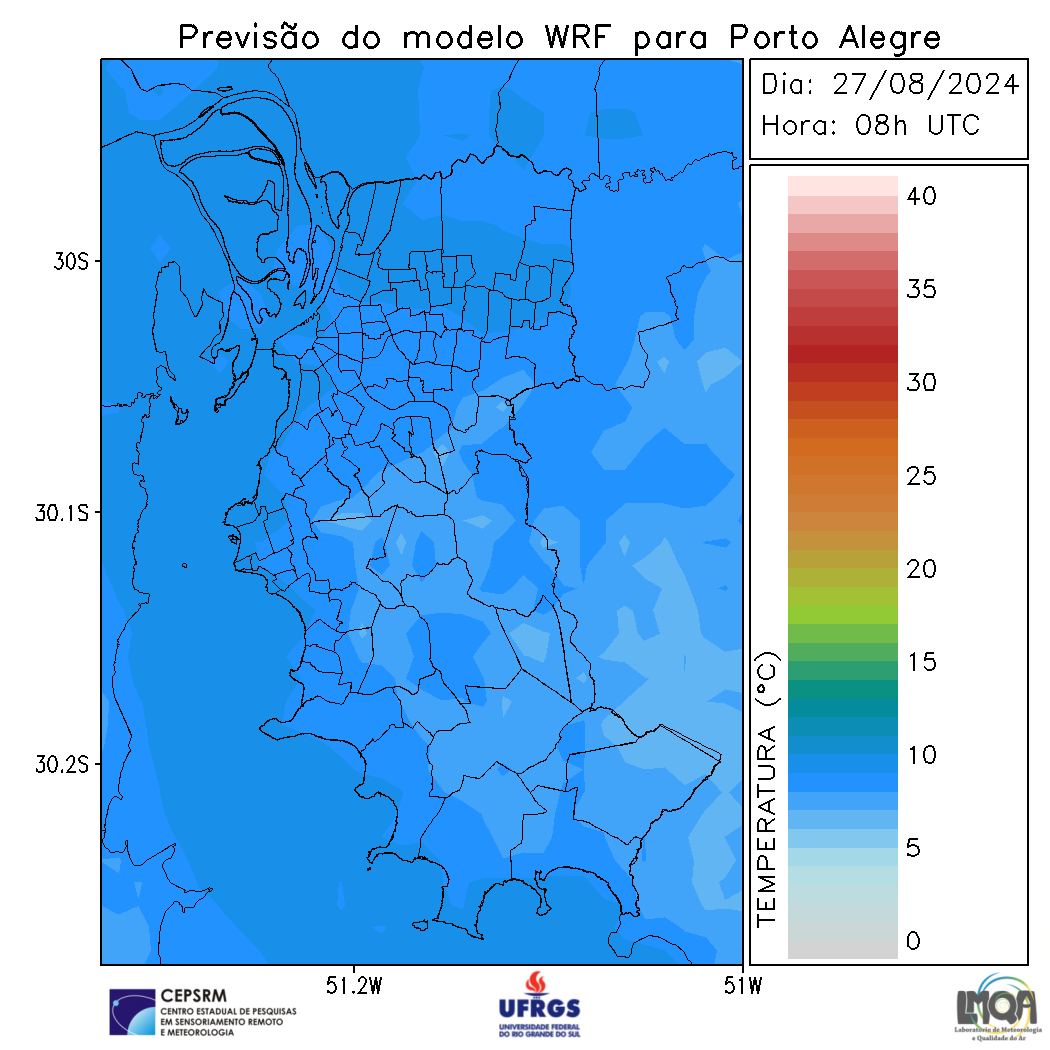 Previsão do modelo WRF para Porto Alegre
Dia: 27/08/2024
Hora: 08h UTC
40
35
30
25
20
15
10
5
0
TEMPERATURA (°C)
30S
30.1S
30.2S
51.2W
51W
CEPSRM
CENTRO ESTADUAL DE PESQUISAS
EM SENSORIAMENTO REMOTO
E METEOROLOGIA
UFRGS
UNIVERSIDADE FEDERAL
DO RIO GRANDE DO SUL
LMQA
Laboratório de Meteorologia
e Qualidade do Ar